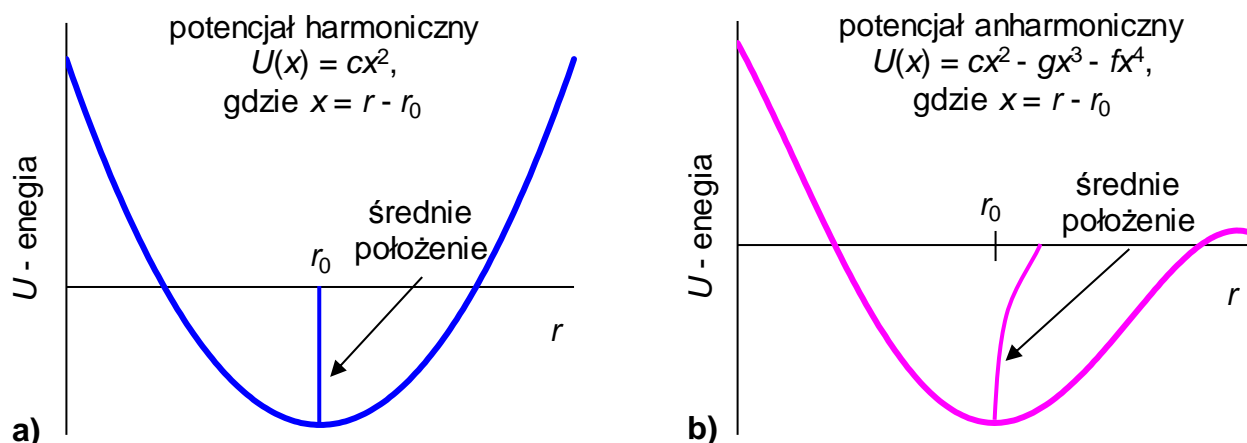 potencjał harmoniczny
U(x) = cx²,
gdzie x = r - r₀
U - enegia
średnie
położenie
r₀
r
a)
potencjał anharmoniczny
U(x) = cx² - gx³ - fx⁴,
gdzie x = r - r₀
U - enegia
r₀
średnie
położenie
r
b)